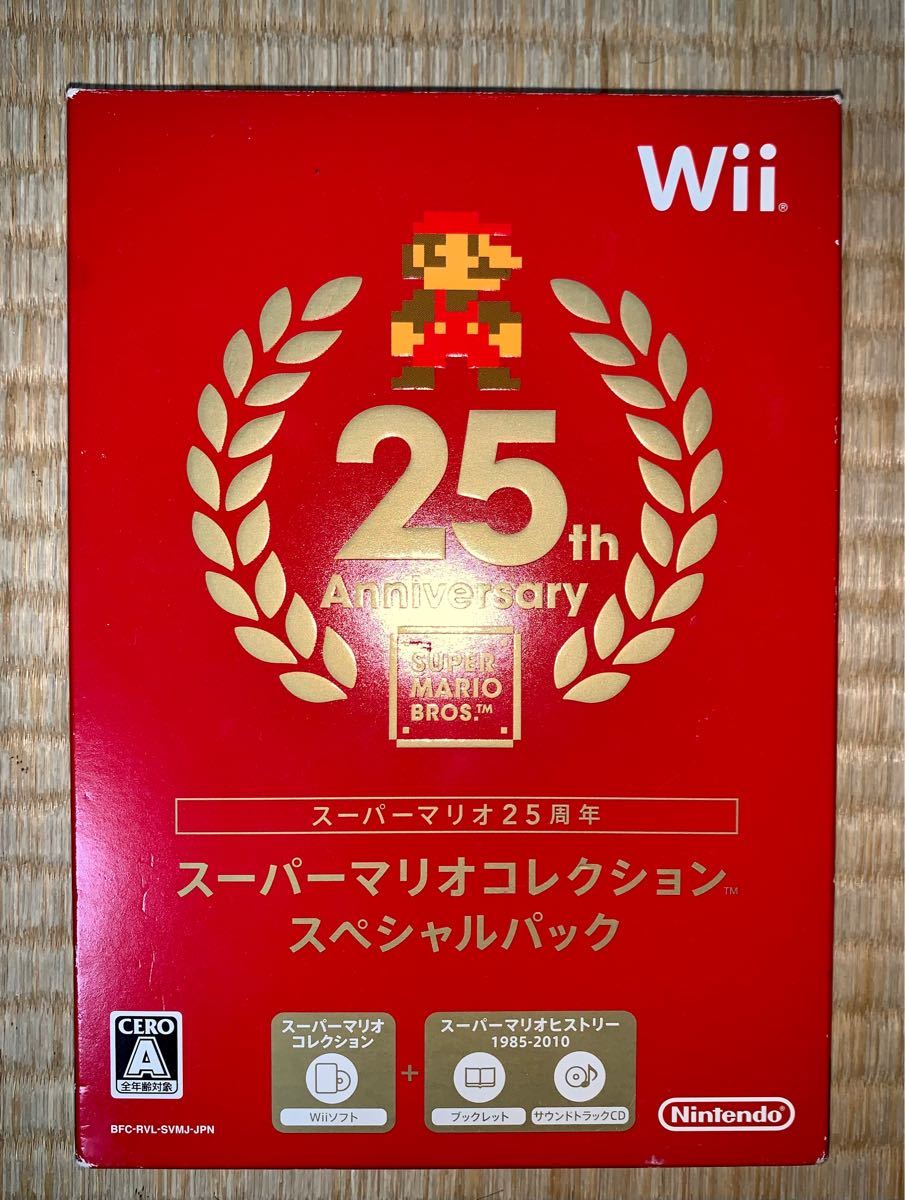 Wii®
25th
Anniversary
SUPER
MARIO
BROS.™
スーパーマリオ25周年
スーパーマリオコレクション™
スペシャルパック
CERO
A
全年齢対象
BFC-RVL-SVMJ-JPN
スーパーマリオ
コレクション
Wiiソフト
+
スーパーマリオヒストリー
1985-2010
ブックレット
サウンドトラックCD
Nintendo®